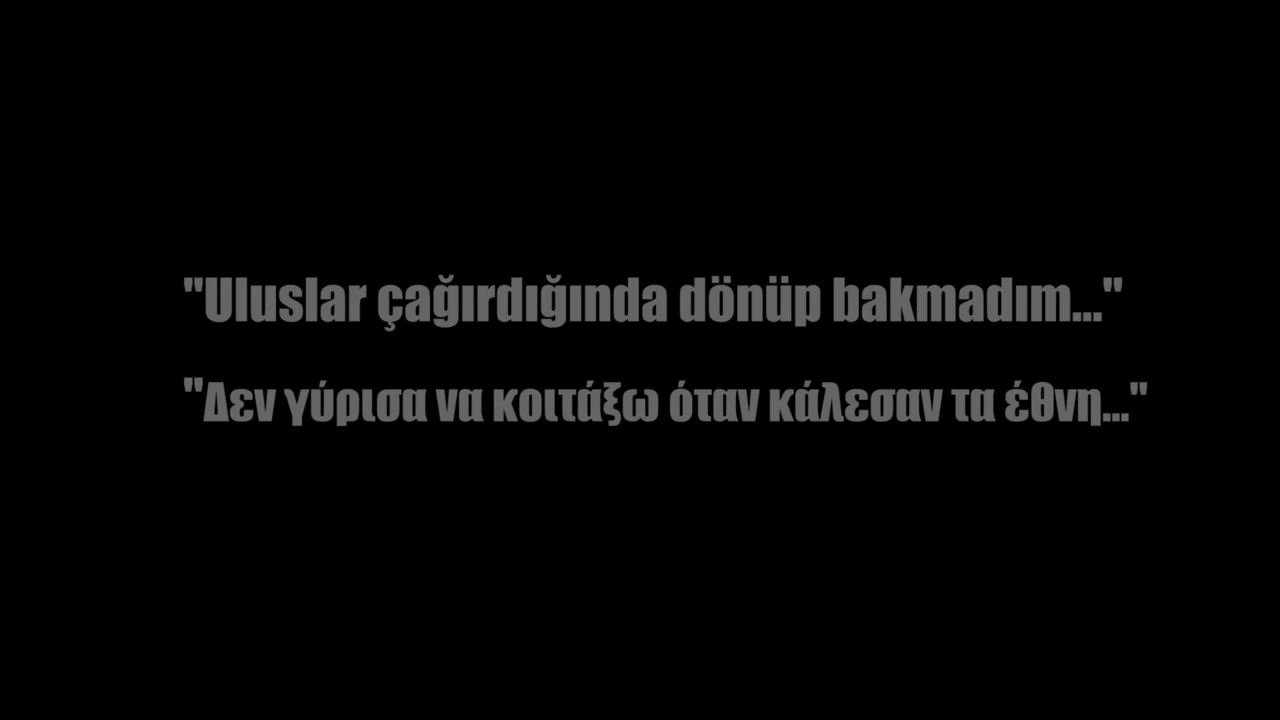 "Uluslar çağırdığında dönüp bakmadım..."
"Δεν γύρισα να κοιτάξω όταν κάλεσαν τα έθνη..."